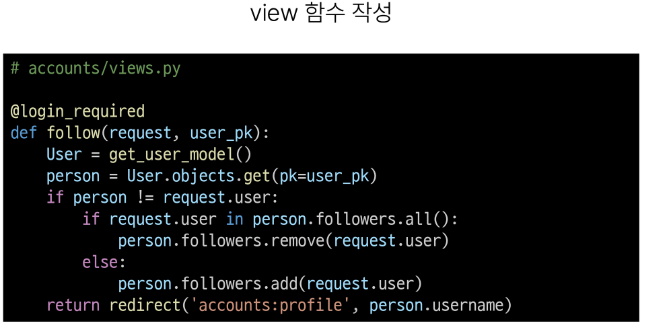 view 함수 작성
# accounts/views.py
@login_required
def follow(request, user_pk):
    User = get_user_model()
    person = User.objects.get(pk=user_pk)
    if person != request.user:
        if request.user in person.followers.all():
            person.followers.remove(request.user)
        else:
            person.followers.add(request.user)
    return redirect('accounts:profile', person.username)